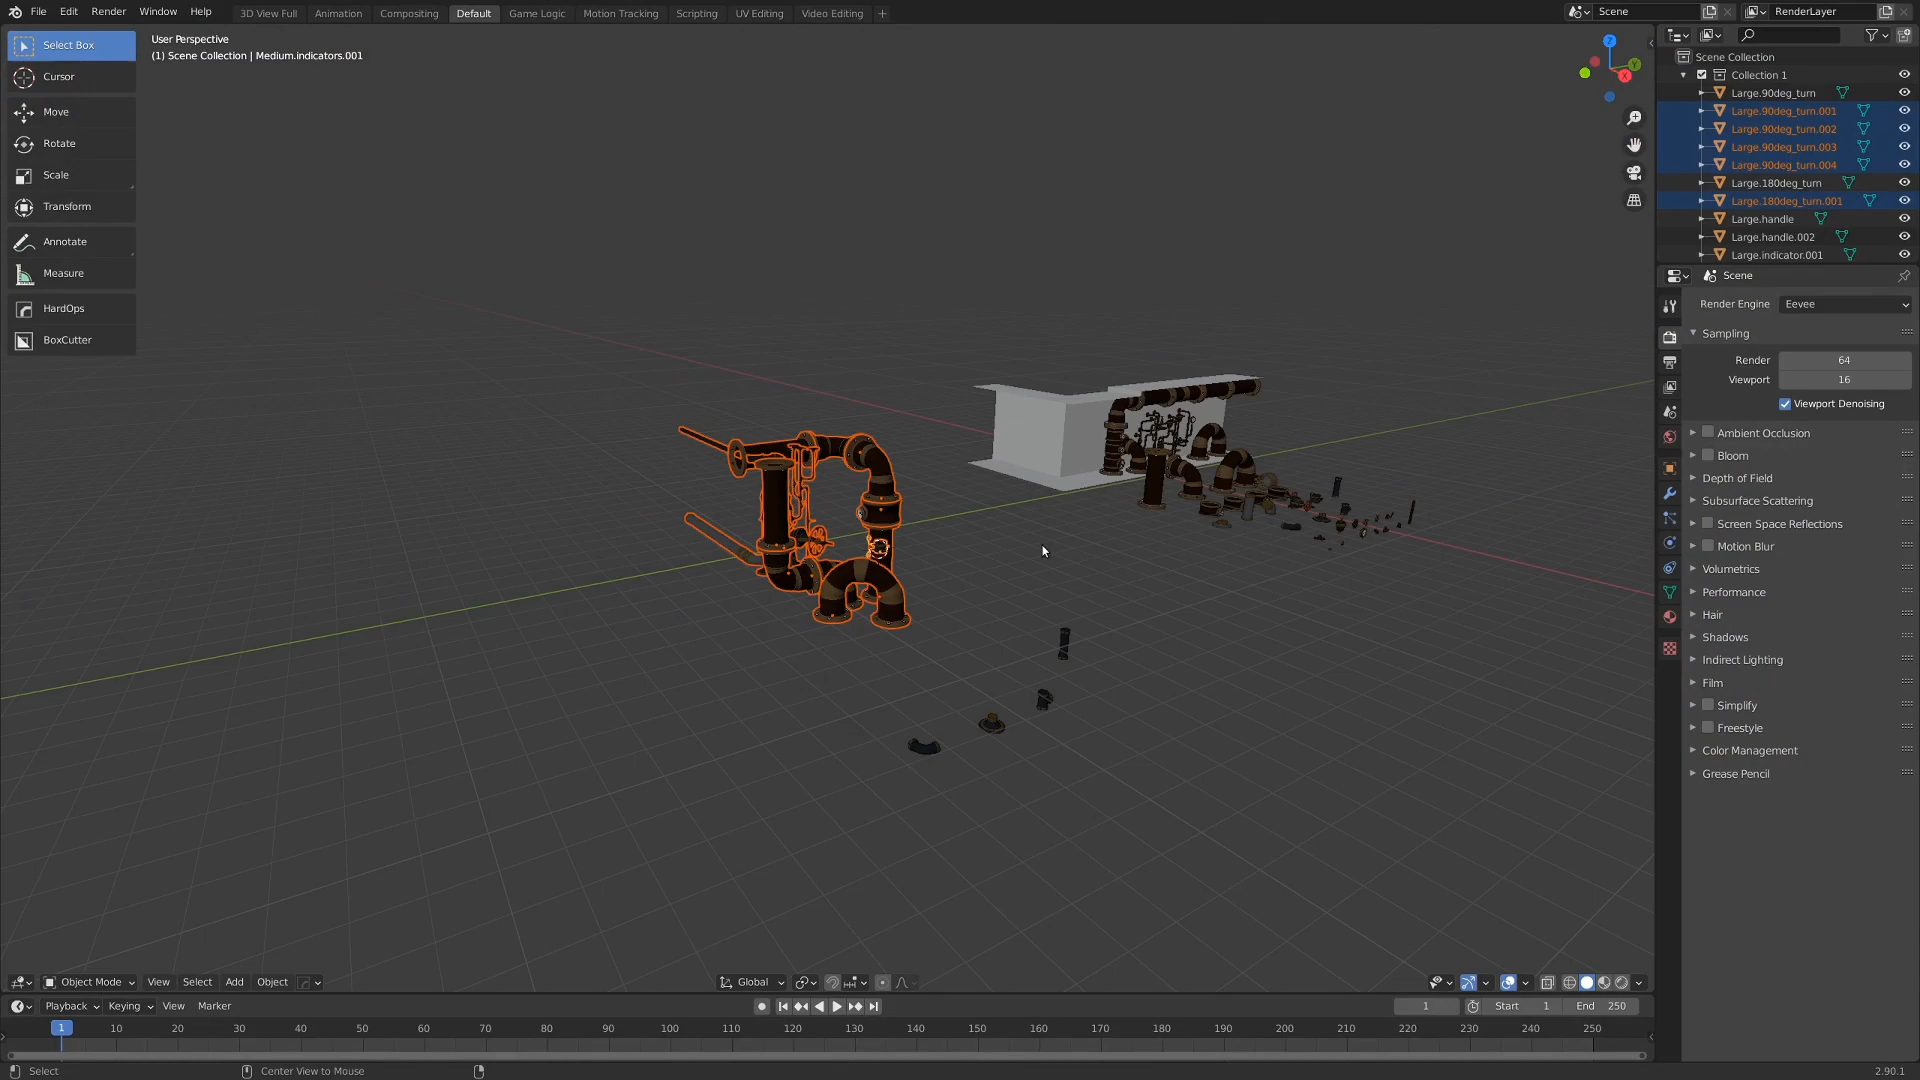 File Edit Render Window Help 3D View Full Animation Compositing Default Game Logic Motion Tracking Scripting UV Editing Video Editing + Scene RenderLayer
Select Box
Cursor
Move
Rotate
Scale
Transform
Annotate
Measure
HardOps
BoxCutter
User Perspective
(1) Scene Collection | Medium.indicators.001
Z
Y
X
Scene Collection
Collection 1
Large.90deg_turn
Large.90deg_turn.001
Large.90deg_turn.002
Large.90deg_turn.003
Large.90deg_turn.004
Large.180deg_turn
Large.180deg_turn.001
Large.handle
Large.handle.002
Large.indicator.001
Scene
Render Engine Eevee
Sampling
Render 64
Viewport 16
Viewport Denoising
Ambient Occlusion
Bloom
Depth of Field
Subsurface Scattering
Screen Space Reflections
Motion Blur
Volumetrics
Performance
Hair
Shadows
Indirect Lighting
Film
Simplify
Freestyle
Color Management
Grease Pencil
Object Mode View Select Add Object Global
Playback Keying View Marker 1 Start 1 End 250
1 10 20 30 40 50 60 70 80 90 100 110 120 130 140 150 160 170 180 190 200 210 220 230 240 250
Select Center View to Mouse 2.90.1